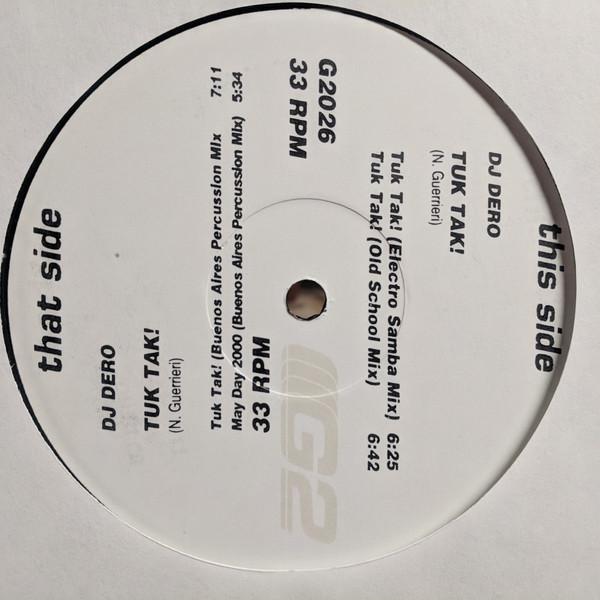 this side
DJ DERO
TUK TAK!
(N. Guerrieri)
Tuk Tak! (Electro Samba Mix) 6:25
Tuk Tak! (Old School Mix) 6:42
G2026
33 RPM
G2
that side
DJ DERO
TUK TAK!
(N. Guerrieri)
Tuk Tak! (Buenos Aires Percussion Mix 7:11
May Day 2000 (Buenos Aires Percussion Mix) 5:34
33 RPM